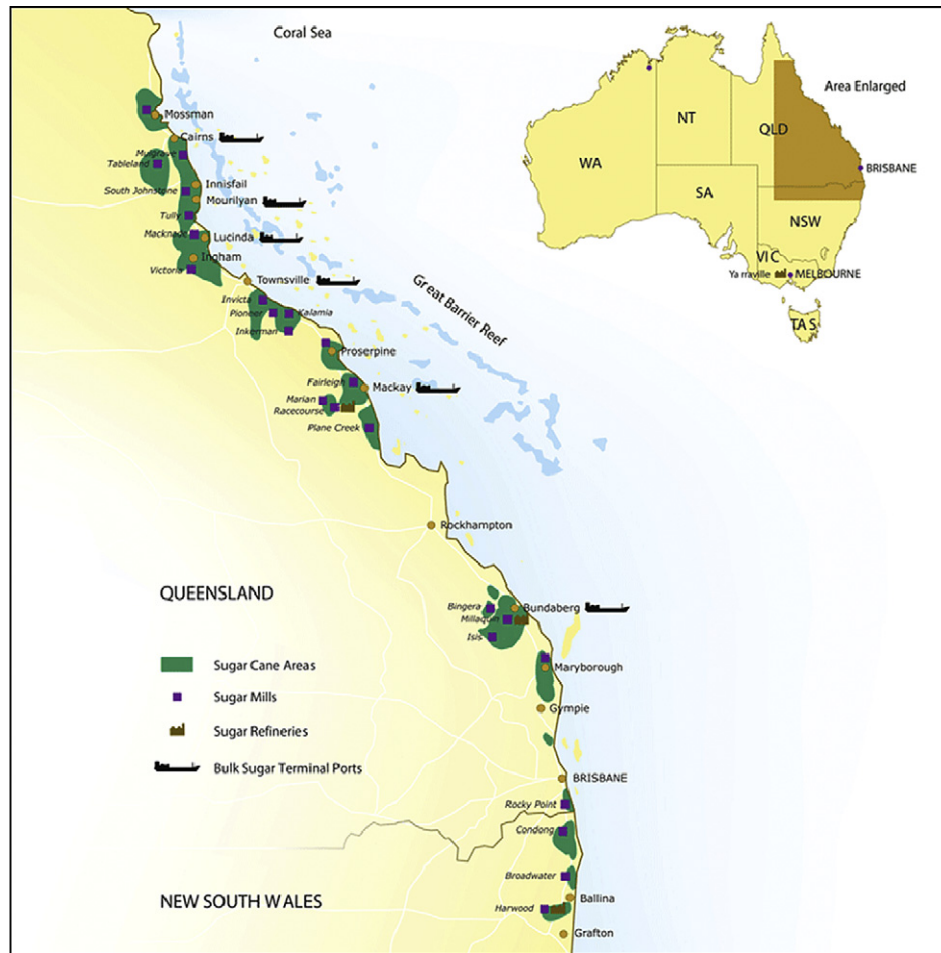 Coral Sea
Area Enlarged
NT
QLD
WA
BRISBANE
SA
NSW
VIC
Yarraville
MELBOURNE
TAS
Mossman
Cairns
Mulgrave
Tableland
Innisfail
South Johnstone
Mourilyan
Tully
Macknade
Lucinda
Ingham
Victoria
Townsville
Great Barrier Reef
Invicta
Pioneer
Kalamia
Inkerman
Proserpine
Fairleigh
Mackay
Marian
Racecourse
Plane Creek
Rockhampton
QUEENSLAND
Bingera
Bundaberg
Millaquin
Isis
Sugar Cane Areas
Maryborough
Sugar Mills
Gympie
Sugar Refineries
Bulk Sugar Terminal Ports
BRISBANE
Rocky Point
Condong
Broadwater
NEW SOUTH WALES
Ballina
Harwood
Grafton